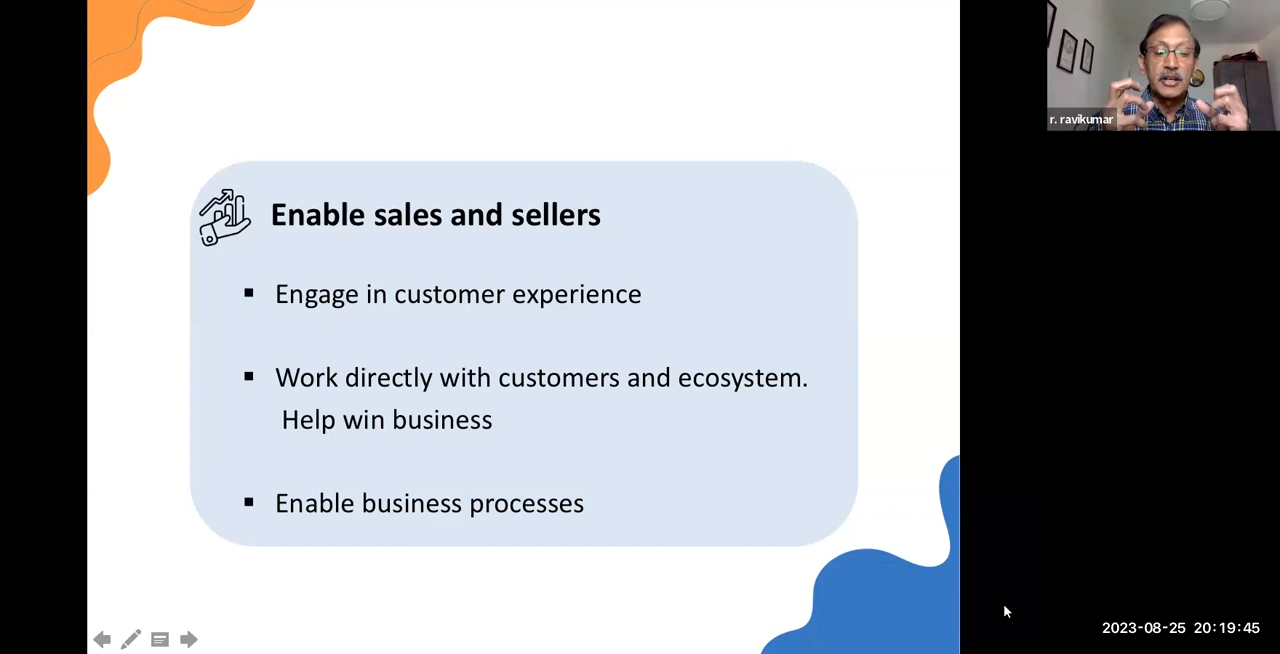 Enable sales and sellers
▪ Engage in customer experience
▪ Work directly with customers and ecosystem.
Help win business
▪ Enable business processes
r. ravikumar
2023-08-25 20:19:45